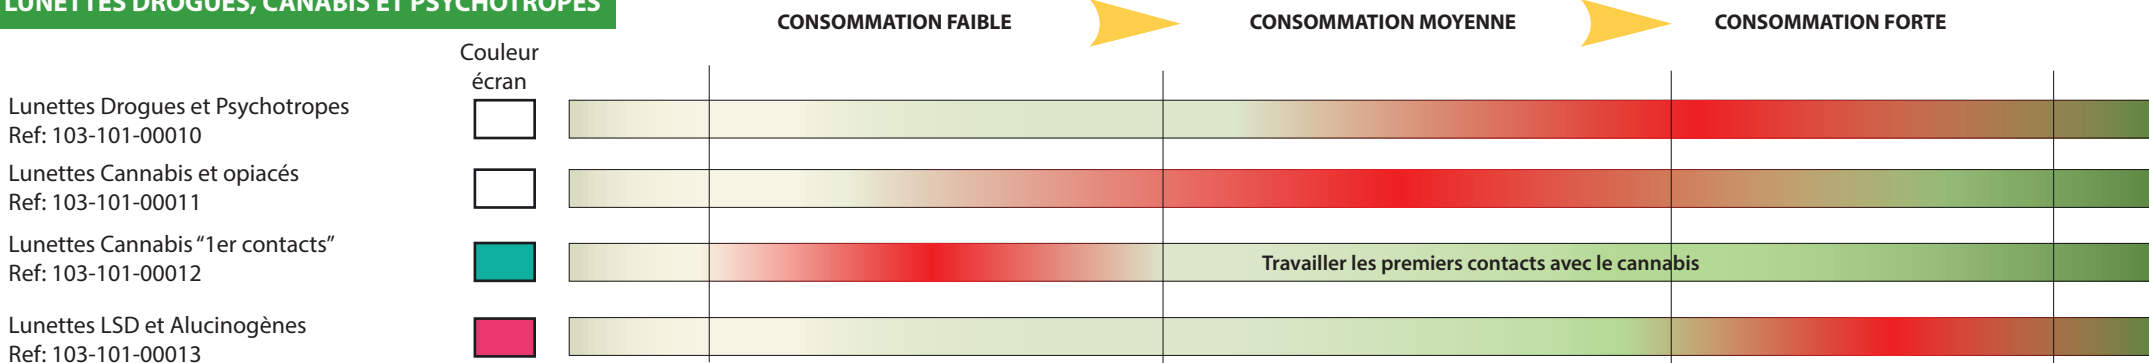 LUNETTES DROGUES, CANABIS ET PSYCHOTROPES
CONSOMMATION FAIBLE
CONSOMMATION MOYENNE
CONSOMMATION FORTE
Couleur
écran
Lunettes Drogues et Psychotropes
Ref: 103-101-00010
Lunettes Cannabis et opiacés
Ref: 103-101-00011
Lunettes Cannabis “1er contacts”
Ref: 103-101-00012
Travailler les premiers contacts avec le cannabis
Lunettes LSD et Alucinogènes
Ref: 103-101-00013